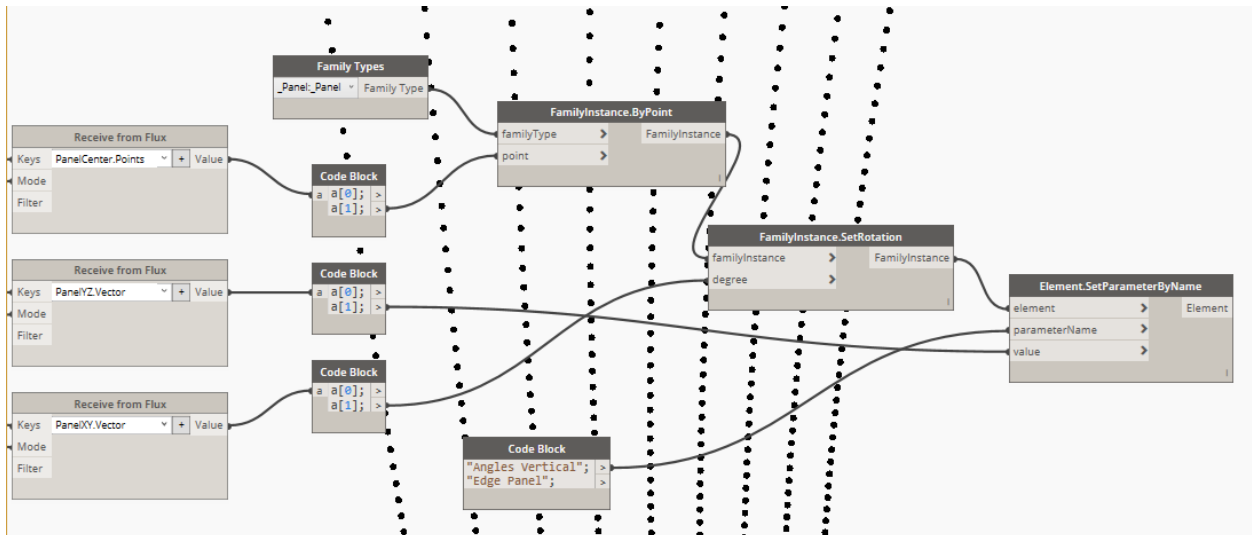 Family Types
_Panel:_Panel Family Type
FamilyInstance.ByPoint
familyType > FamilyInstance
point >
Receive from Flux
Keys PanelCenter.Points + Value
Mode
Filter
Code Block
a a[0]; >
a[1]; >
FamilyInstance.SetRotation
familyInstance > FamilyInstance
degree >
Receive from Flux
Keys PanelYZ.Vector + Value
Mode
Filter
Code Block
a a[0]; >
a[1]; >
Element.SetParameterByName
element > Element
parameterName >
value >
Receive from Flux
Keys PanelXY.Vector + Value
Mode
Filter
Code Block
a a[0]; >
a[1]; >
Code Block
"Angles Vertical"; >
"Edge Panel"; >